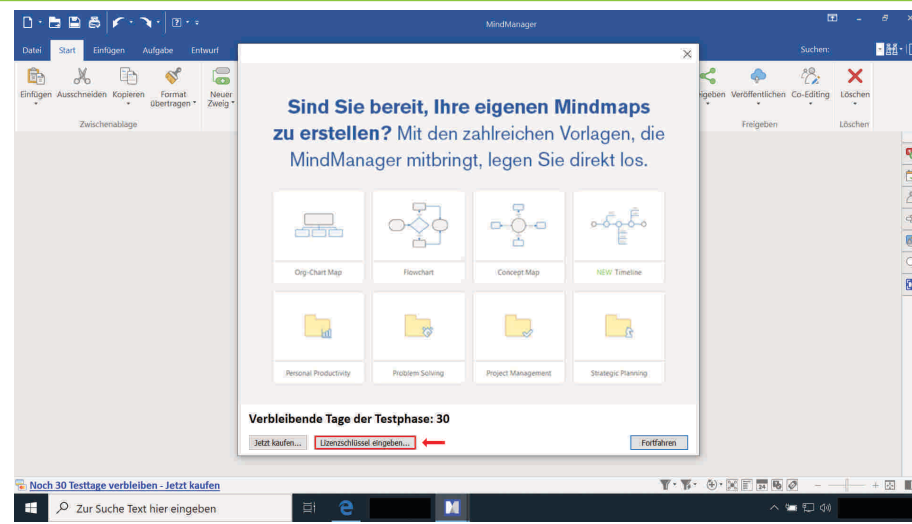 MindManager
Datei Start Einfügen Aufgabe Entwurf
Suchen:
Einfügen Ausschneiden Kopieren Format übertragen Neuer Zweig
Veröffentlichen Co-Editing Löschen
Zwischenablage
Freigeben Löschen
Sind Sie bereit, Ihre eigenen Mindmaps
zu erstellen? Mit den zahlreichen Vorlagen, die
MindManager mitbringt, legen Sie direkt los.
Org-Chart Map Flowchart Concept Map NEW Timeline
Personal Productivity Problem Solving Project Management Strategic Planning
Verbleibende Tage der Testphase: 30
Jetzt kaufen... Lizenzschlüssel eingeben... Fortfahren
Noch 30 Testtage verbleiben - Jetzt kaufen
Zur Suche Text hier eingeben